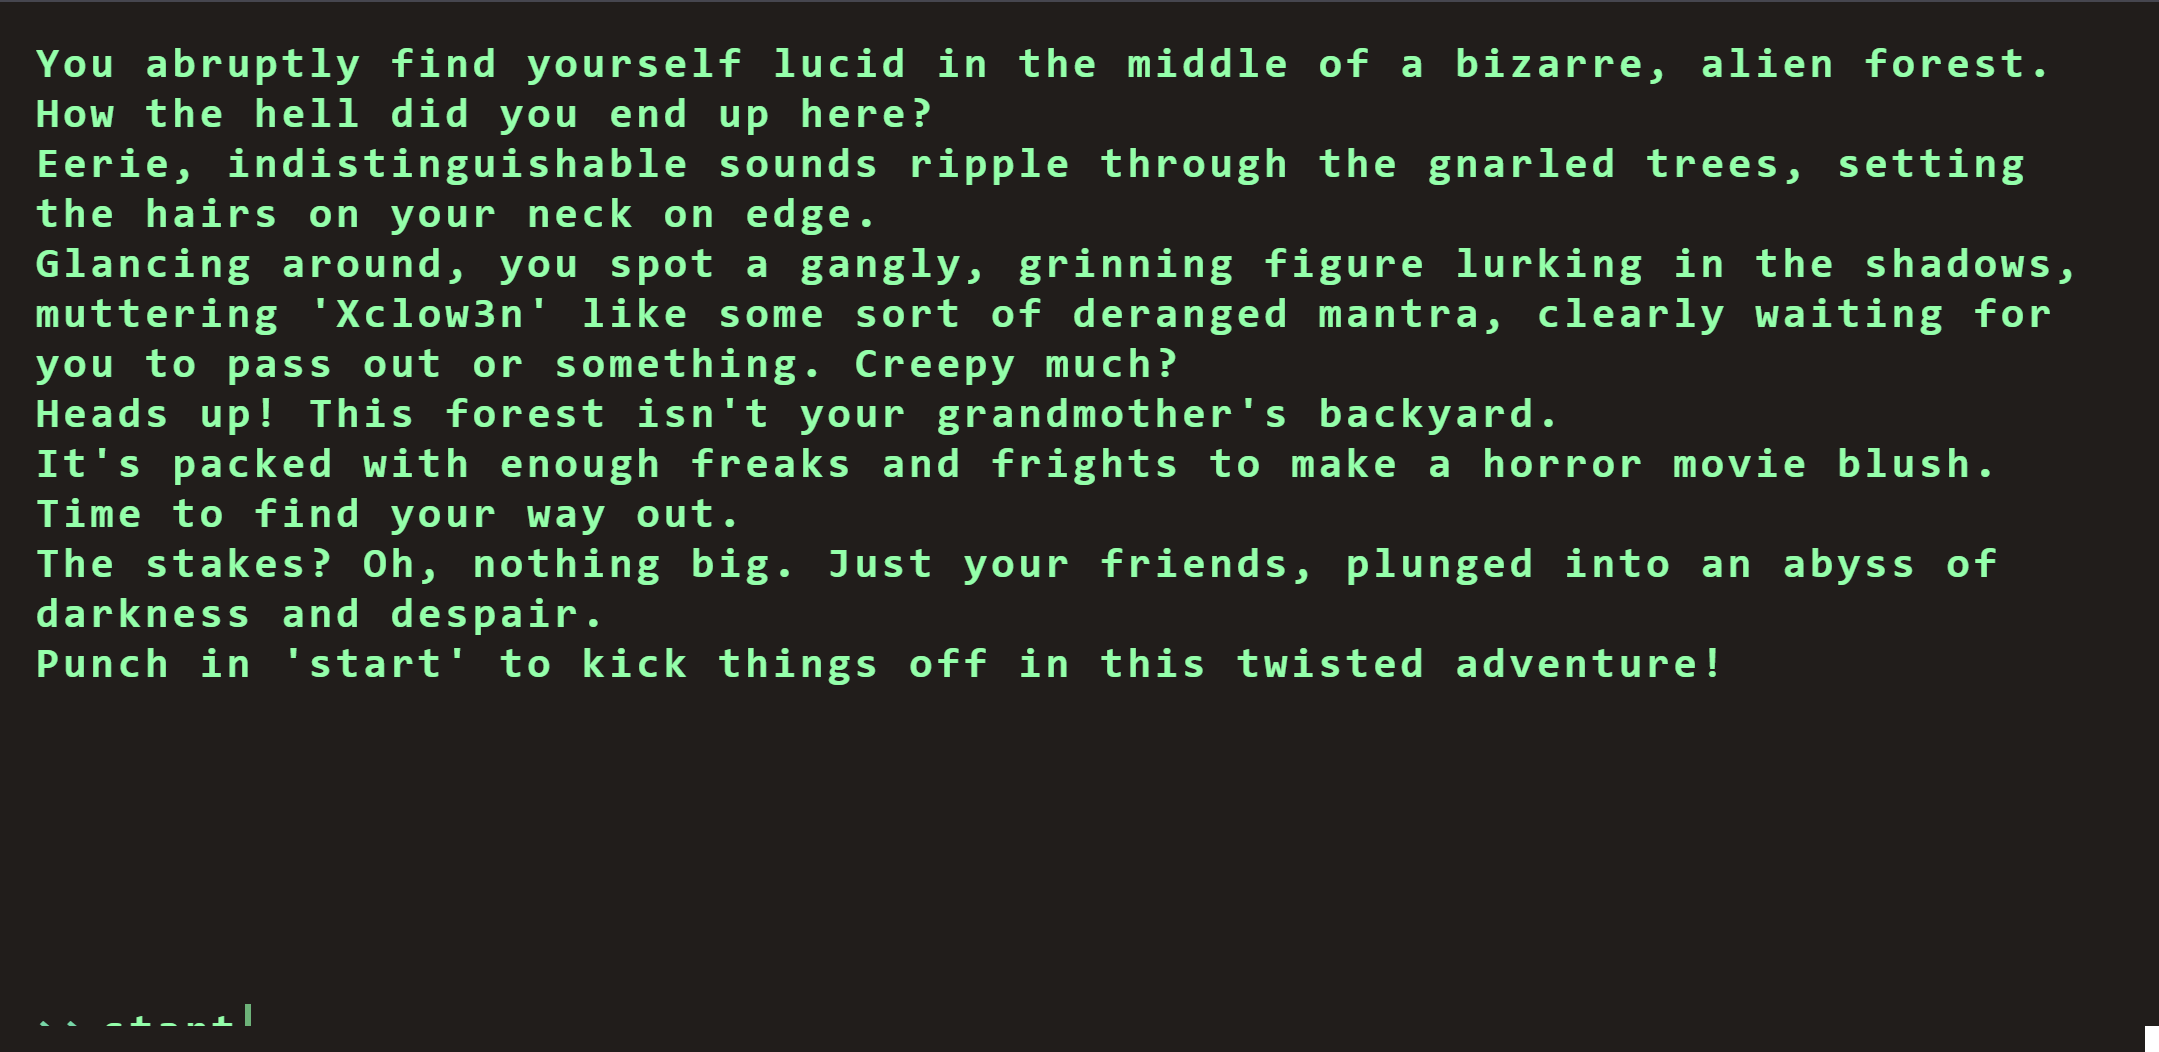 You abruptly find yourself lucid in the middle of a bizarre, alien forest.
How the hell did you end up here?
Eerie, indistinguishable sounds ripple through the gnarled trees, setting
the hairs on your neck on edge.
Glancing around, you spot a gangly, grinning figure lurking in the shadows,
muttering 'Xclow3n' like some sort of deranged mantra, clearly waiting for
you to pass out or something. Creepy much?
Heads up! This forest isn't your grandmother's backyard.
It's packed with enough freaks and frights to make a horror movie blush.
Time to find your way out.
The stakes? Oh, nothing big. Just your friends, plunged into an abyss of
darkness and despair.
Punch in 'start' to kick things off in this twisted adventure!
>> start